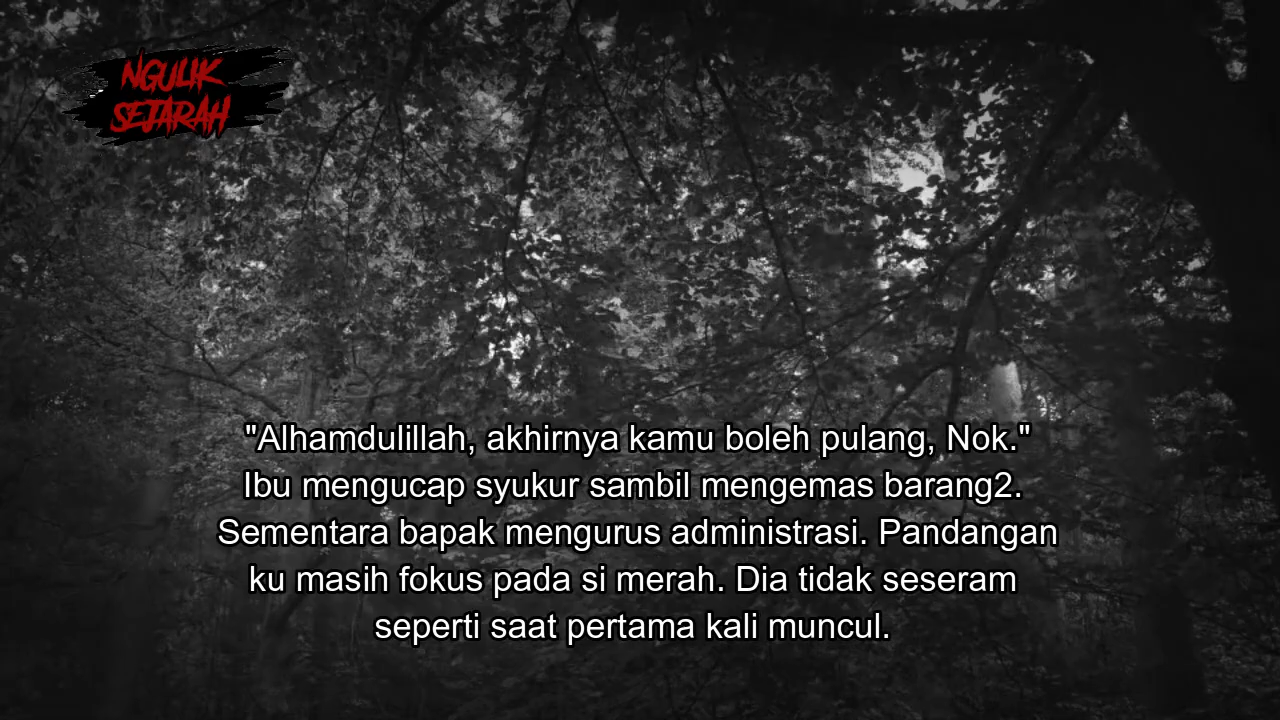 NGULIK
SEJARAH
"Alhamdulillah, akhirnya kamu boleh pulang, Nok."
Ibu mengucap syukur sambil mengemas barang2.
Sementara bapak mengurus administrasi. Pandangan
ku masih fokus pada si merah. Dia tidak seseram
seperti saat pertama kali muncul.